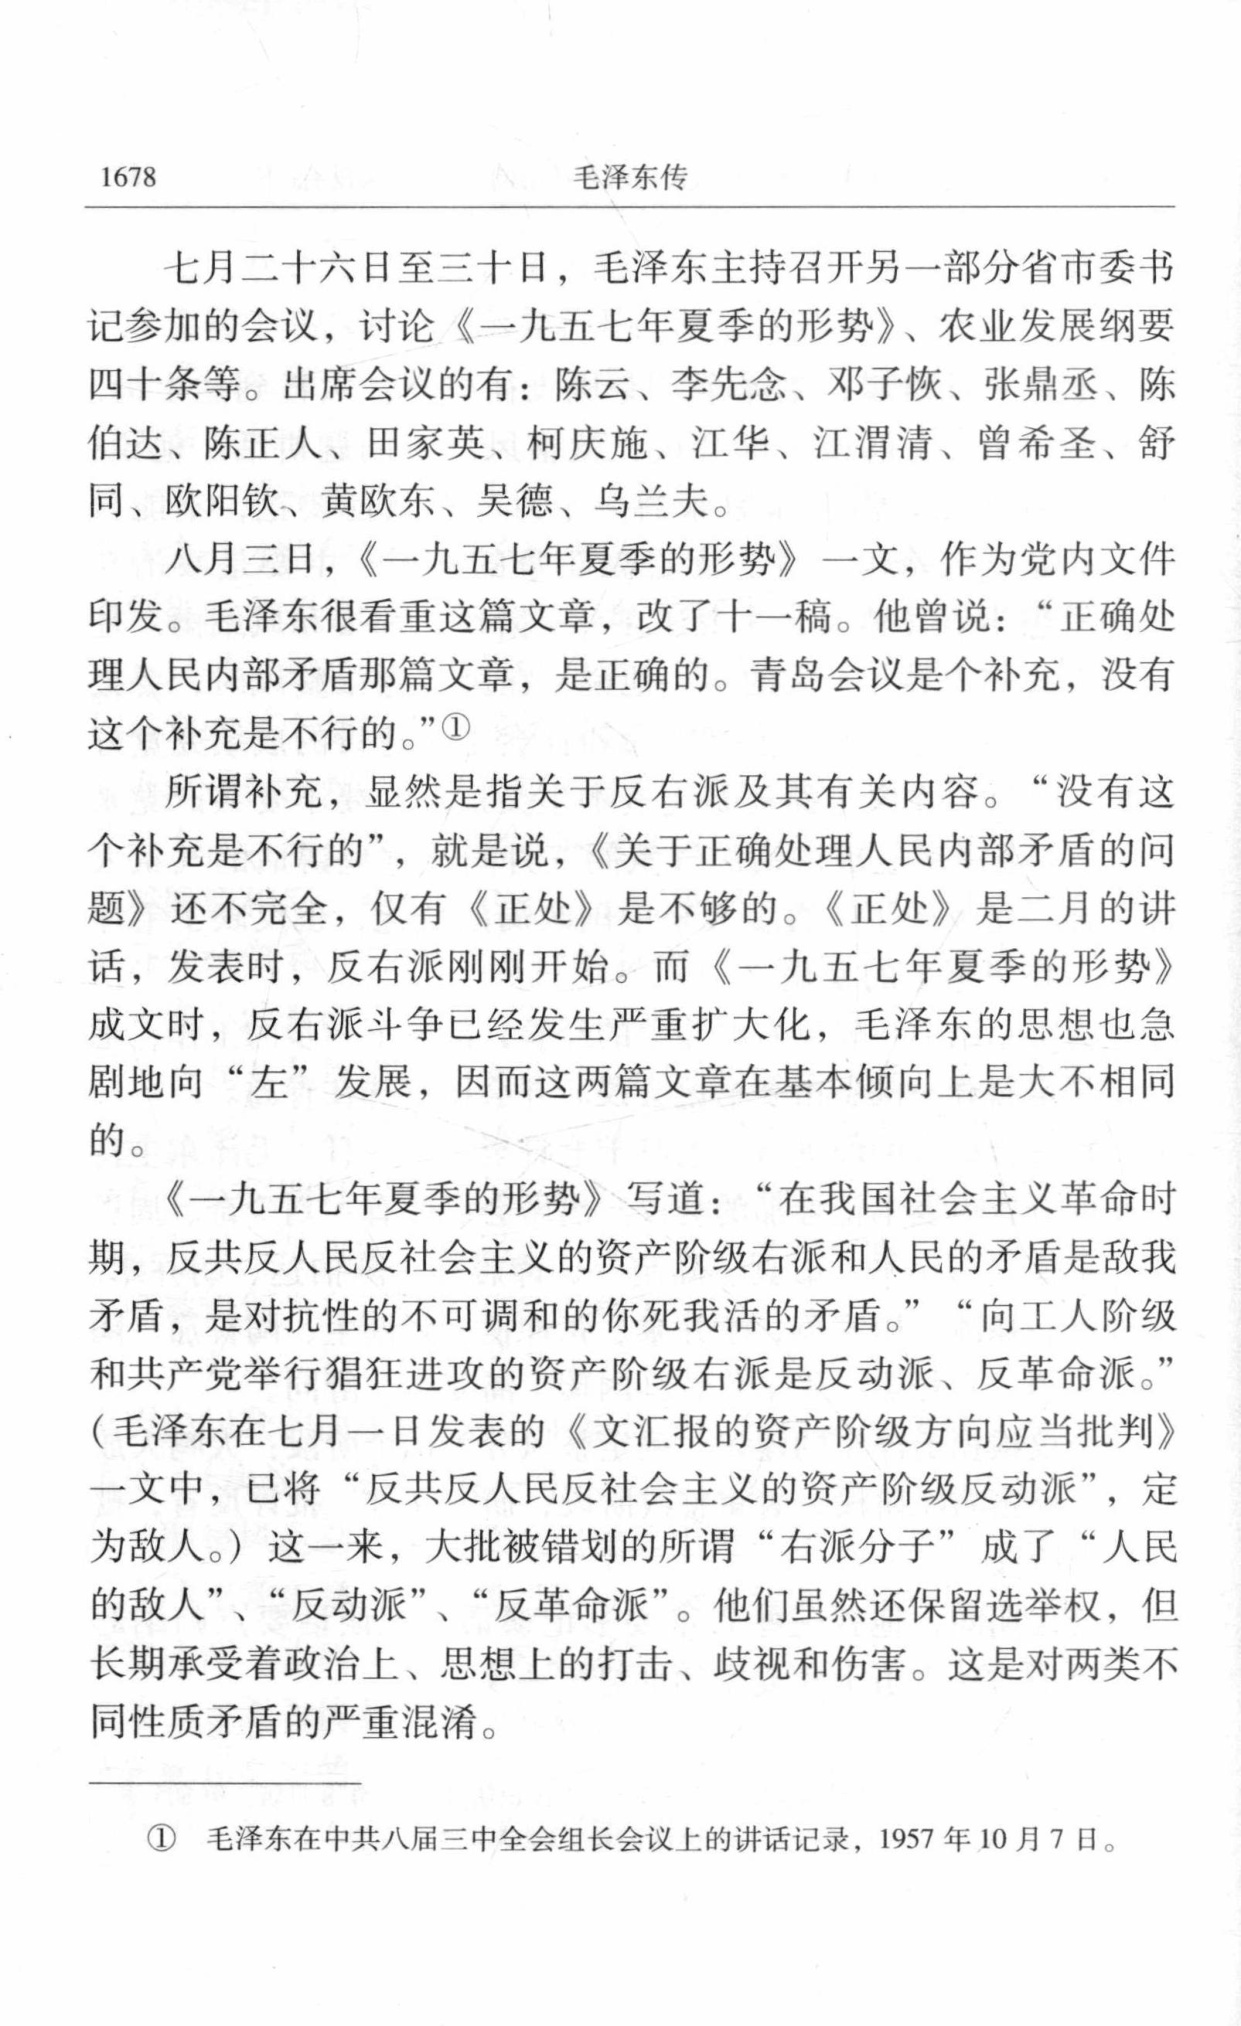 1678
毛泽东传
七月二十六日至三十日，毛泽东主持召开另一部分省市委书
记参加的会议，讨论《一九五七年夏季的形势》、农业发展纲要
四十条等。出席会议的有：陈云、李先念、邓子恢、张鼎丞、陈
伯达、陈正人、田家英、柯庆施、江华、江渭清、曾希圣、舒
同、欧阳钦、黄欧东、吴德、乌兰夫。
八月三日，《一九五七年夏季的形势》一文，作为党内文件
印发。毛泽东很看重这篇文章，改了十一稿。他曾说：“正确处
理人民内部矛盾那篇文章，是正确的。青岛会议是个补充，没有
这个补充是不行的。”①
所谓补充，显然是指关于反右派及其有关内容。“没有这
个补充是不行的”，就是说，《关于正确处理人民内部矛盾的问
题》还不完全，仅有《正处》是不够的。《正处》是二月的讲
话，发表时，反右派刚刚开始。而《一九五七年夏季的形势》
成文时，反右派斗争已经发生严重扩大化，毛泽东的思想也急
剧地向“左”发展，因而这两篇文章在基本倾向上是大不相同
的。
《一九五七年夏季的形势》写道：“在我国社会主义革命时
期，反共反人民反社会主义的资产阶级右派和人民的矛盾是敌我
矛盾，是对抗性的不可调和的你死我活的矛盾。”“向工人阶级
和共产党举行猖狂进攻的资产阶级右派是反动派、反革命派。”
（毛泽东在七月一日发表的《文汇报的资产阶级方向应当批判》
一文中，已将“反共反人民反社会主义的资产阶级反动派”，定
为敌人。）这一来，大批被错划的所谓“右派分子”成了“人民
的敌人”、“反动派”、“反革命派”。他们虽然还保留选举权，但
长期承受着政治上、思想上的打击、歧视和伤害。这是对两类不
同性质矛盾的严重混淆。
① 毛泽东在中共八届三中全会组长会议上的讲话记录，1957年10月7日。